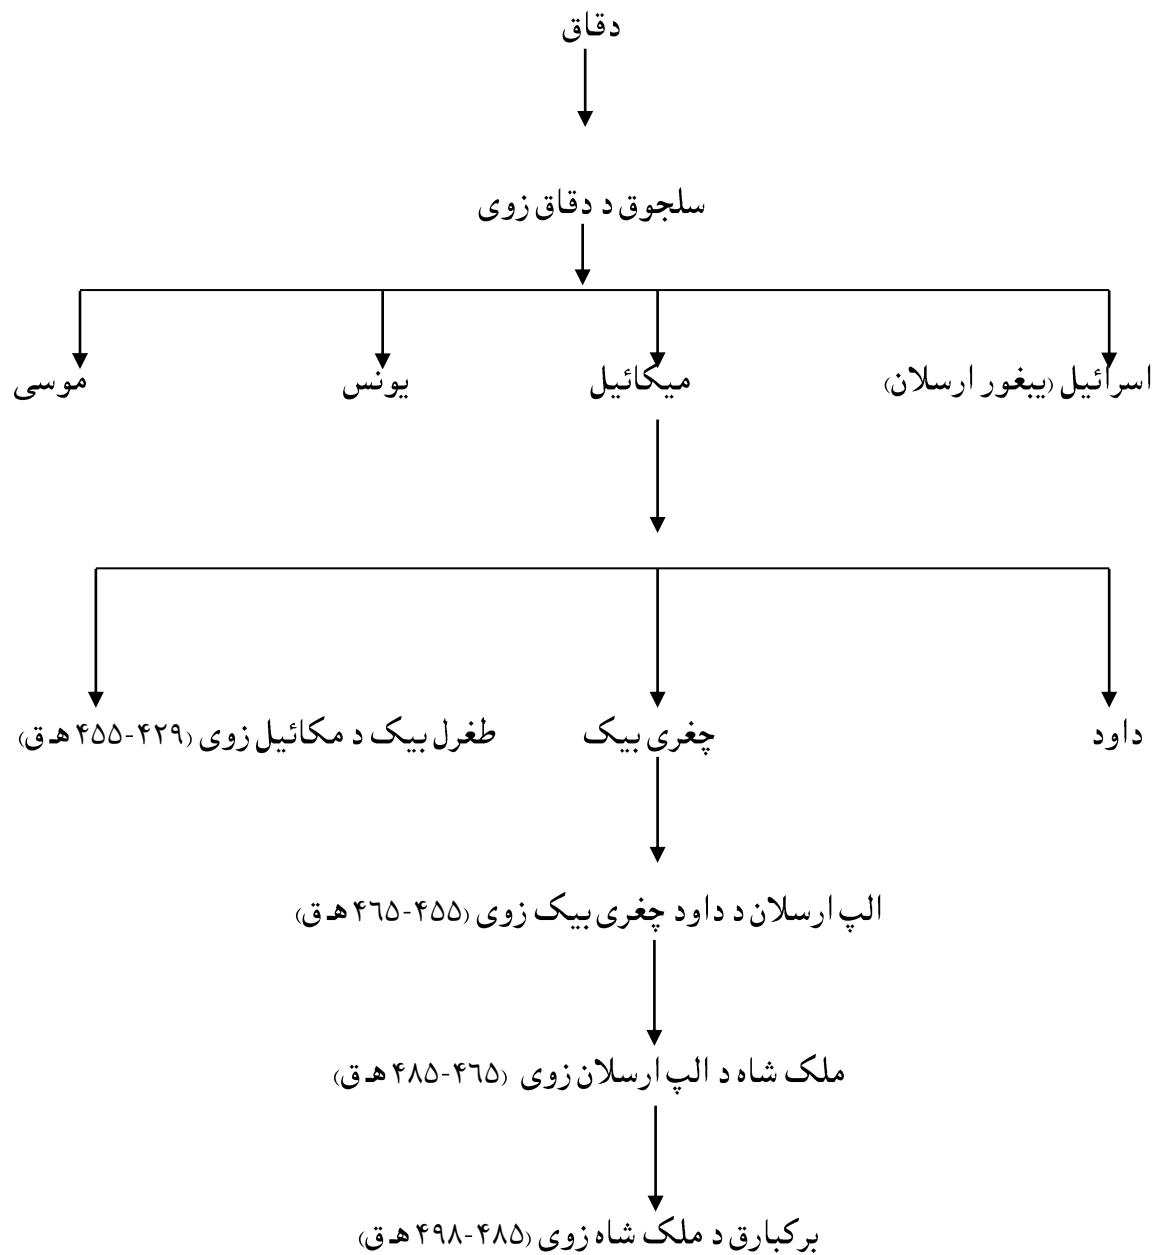 دقاق
سلجوق د دقاق زوی
اسرائیل (یبغور ارسلان)
میکائیل
یونس
موسی
داود
چغری بیک
طغرل بیک د مکائیل زوی (۴۲۹-۴۵۵ هـ ق)
الپ ارسلان د داود چغری بیک زوی (۴۵۵-۴۶۵ هـ ق)
ملک شاه د الپ ارسلان زوی (۴۶۵-۴۸۵ هـ ق)
برکبارق د ملک شاه زوی (۴۸۵-۴۹۸ هـ ق)